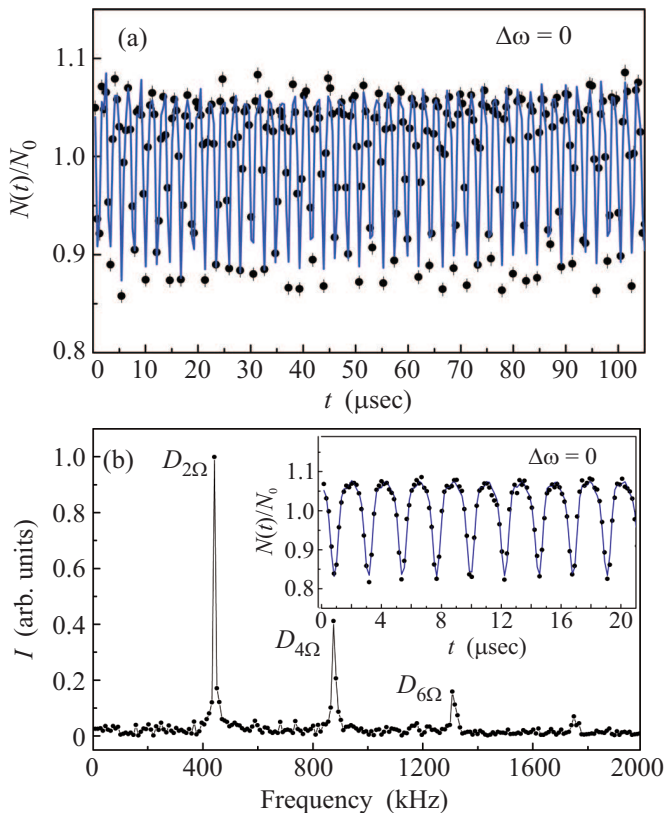 (a)
Δω = 0
1.1
1.0
0.9
0.8
N(t)/N₀
0 10 20 30 40 50 60 70 80 90 100
t (μsec)
(b)
D₂Ω
D₄Ω
D₆Ω
1.0
0.8
0.6
0.4
0.2
0
I (arb. units)
0 400 800 1200 1600 2000
Frequency (kHz)
Δω = 0
1.1
1.0
0.9
0.8
N(t)/N₀
0 4 8 12 16 20
t (μsec)